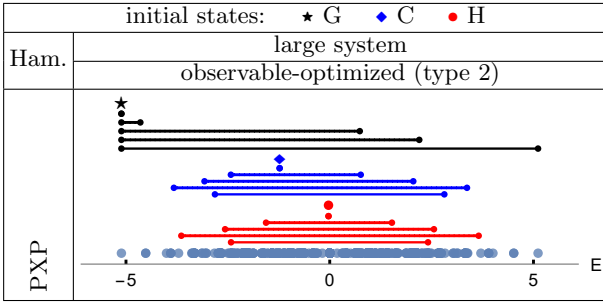 initial states: ★ G ◆ C ● H
Ham.
large system
observable-optimized (type 2)
PXP
−5 0 5 E